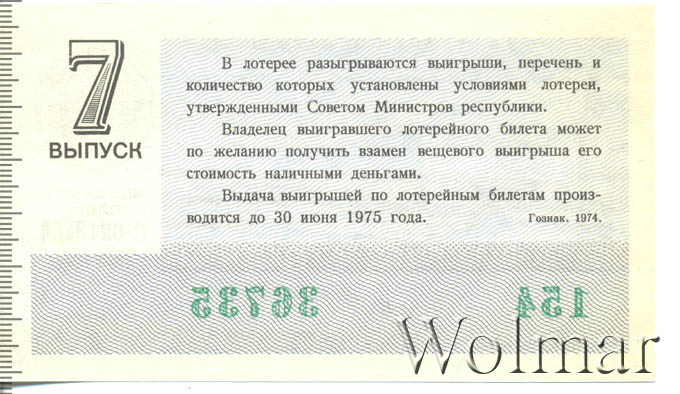 7
ВЫПУСК
В лотерее разыгрываются выигрыши, перечень и
количество которых установлены условиями лотереи,
утвержденными Советом Министров республики.
Владелец выигравшего лотерейного билета может
по желанию получить взамен вещевого выигрыша его
стоимость наличными деньгами.
Выдача выигрышей по лотерейным билетам произ-
водится до 30 июня 1975 года. Гознак. 1974.
36735 154
Wolmar